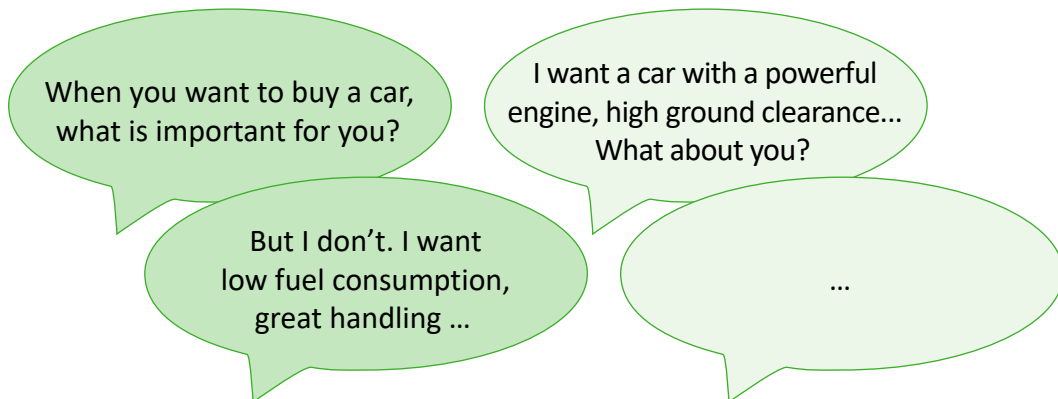 When you want to buy a car,
what is important for you?
I want a car with a powerful
engine, high ground clearance...
What about you?
But I don’t. I want
low fuel consumption,
great handling …
…